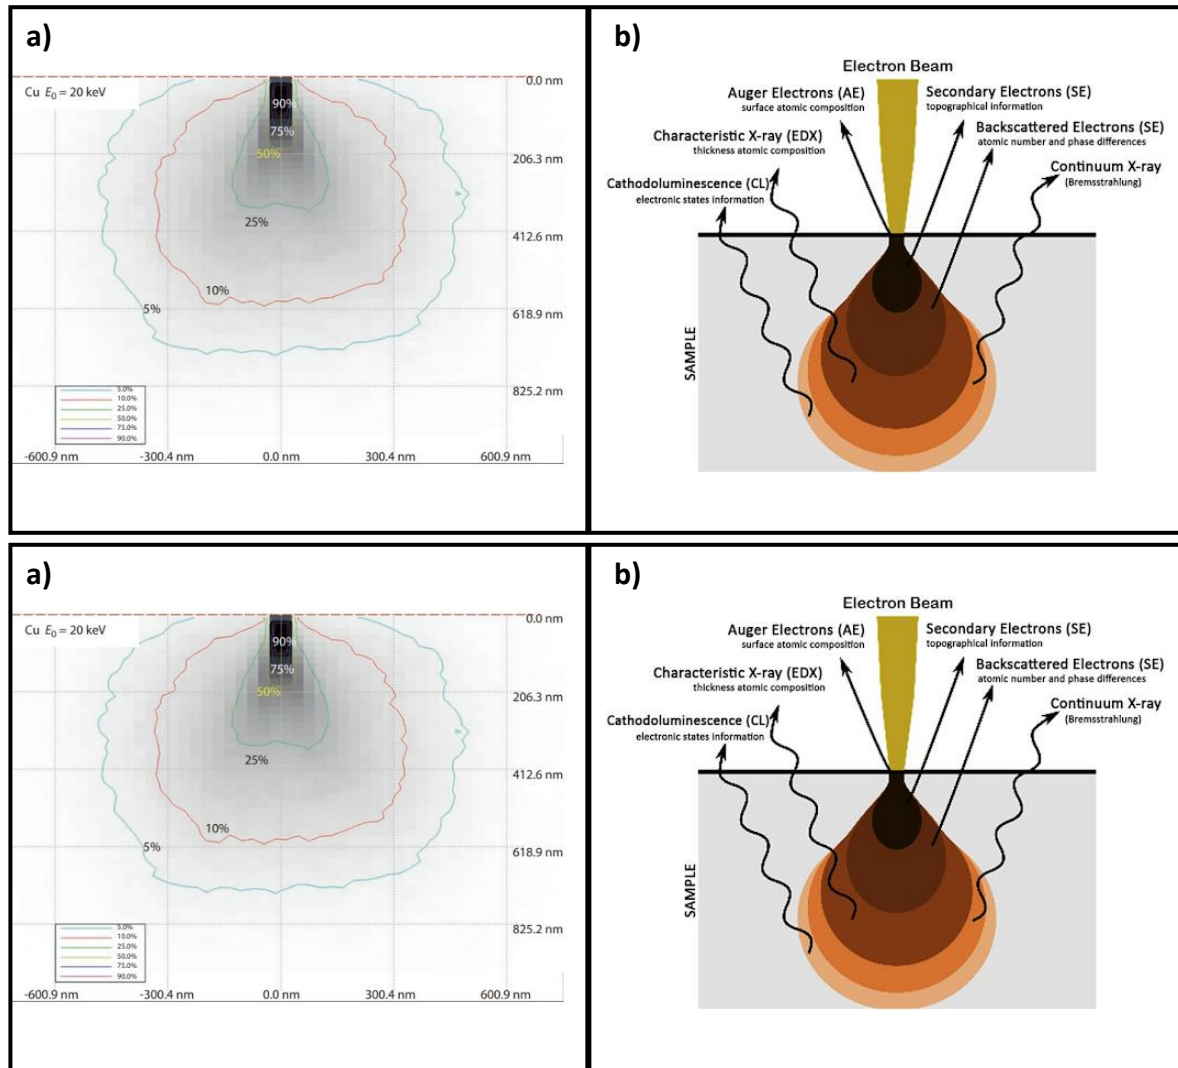 a)
Cu E₀ = 20 keV
0.0 nm
90%
75%
50%
206.3 nm
25%
412.6 nm
10%
5%
618.9 nm
825.2 nm
5.0%
10.0%
25.0%
50.0%
75.0%
90.0%
-600.9 nm
-300.4 nm
0.0 nm
300.4 nm
600.9 nm
b)
Electron Beam
Auger Electrons (AE)
surface atomic composition
Secondary Electrons (SE)
topographical information
Characteristic X-ray (EDX)
thickness atomic composition
Backscattered Electrons (SE)
atomic number and phase differences
Cathodoluminescence (CL)
electronic states information
Continuum X-ray
(Bremsstrahlung)
SAMPLE
a)
Cu E₀ = 20 keV
0.0 nm
90%
75%
50%
206.3 nm
25%
412.6 nm
10%
5%
618.9 nm
825.2 nm
5.0%
10.0%
25.0%
50.0%
75.0%
90.0%
-600.9 nm
-300.4 nm
0.0 nm
300.4 nm
600.9 nm
b)
Electron Beam
Auger Electrons (AE)
surface atomic composition
Secondary Electrons (SE)
topographical information
Characteristic X-ray (EDX)
thickness atomic composition
Backscattered Electrons (SE)
atomic number and phase differences
Cathodoluminescence (CL)
electronic states information
Continuum X-ray
(Bremsstrahlung)
SAMPLE